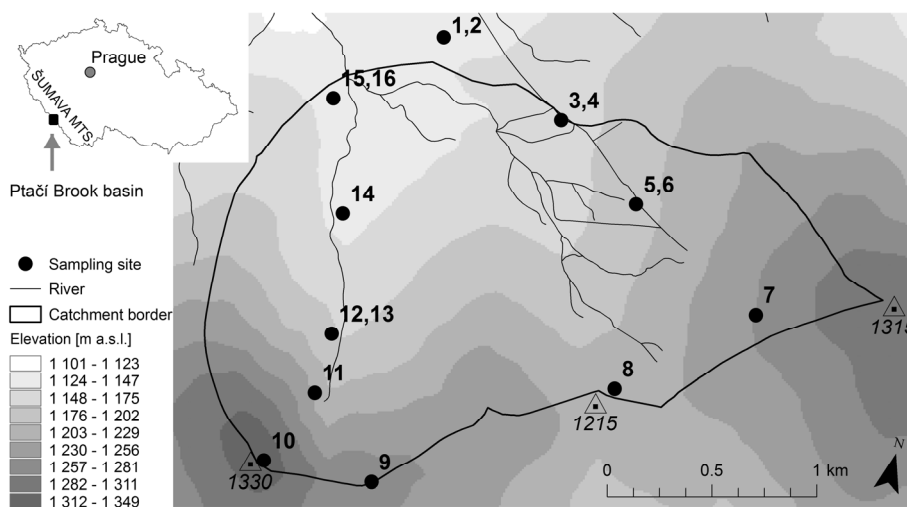 Prague
ŠUMAVA MTS.
Ptačí Brook basin
Sampling site
River
Catchment border
Elevation [m a.s.l.]
1 101 - 1 123
1 124 - 1 147
1 148 - 1 175
1 176 - 1 202
1 203 - 1 229
1 230 - 1 256
1 257 - 1 281
1 282 - 1 311
1 312 - 1 349
1,2
15,16
3,4
14
5,6
12,13
7
1315
11
8
1215
10
1330
9
N
0 0.5 1 km